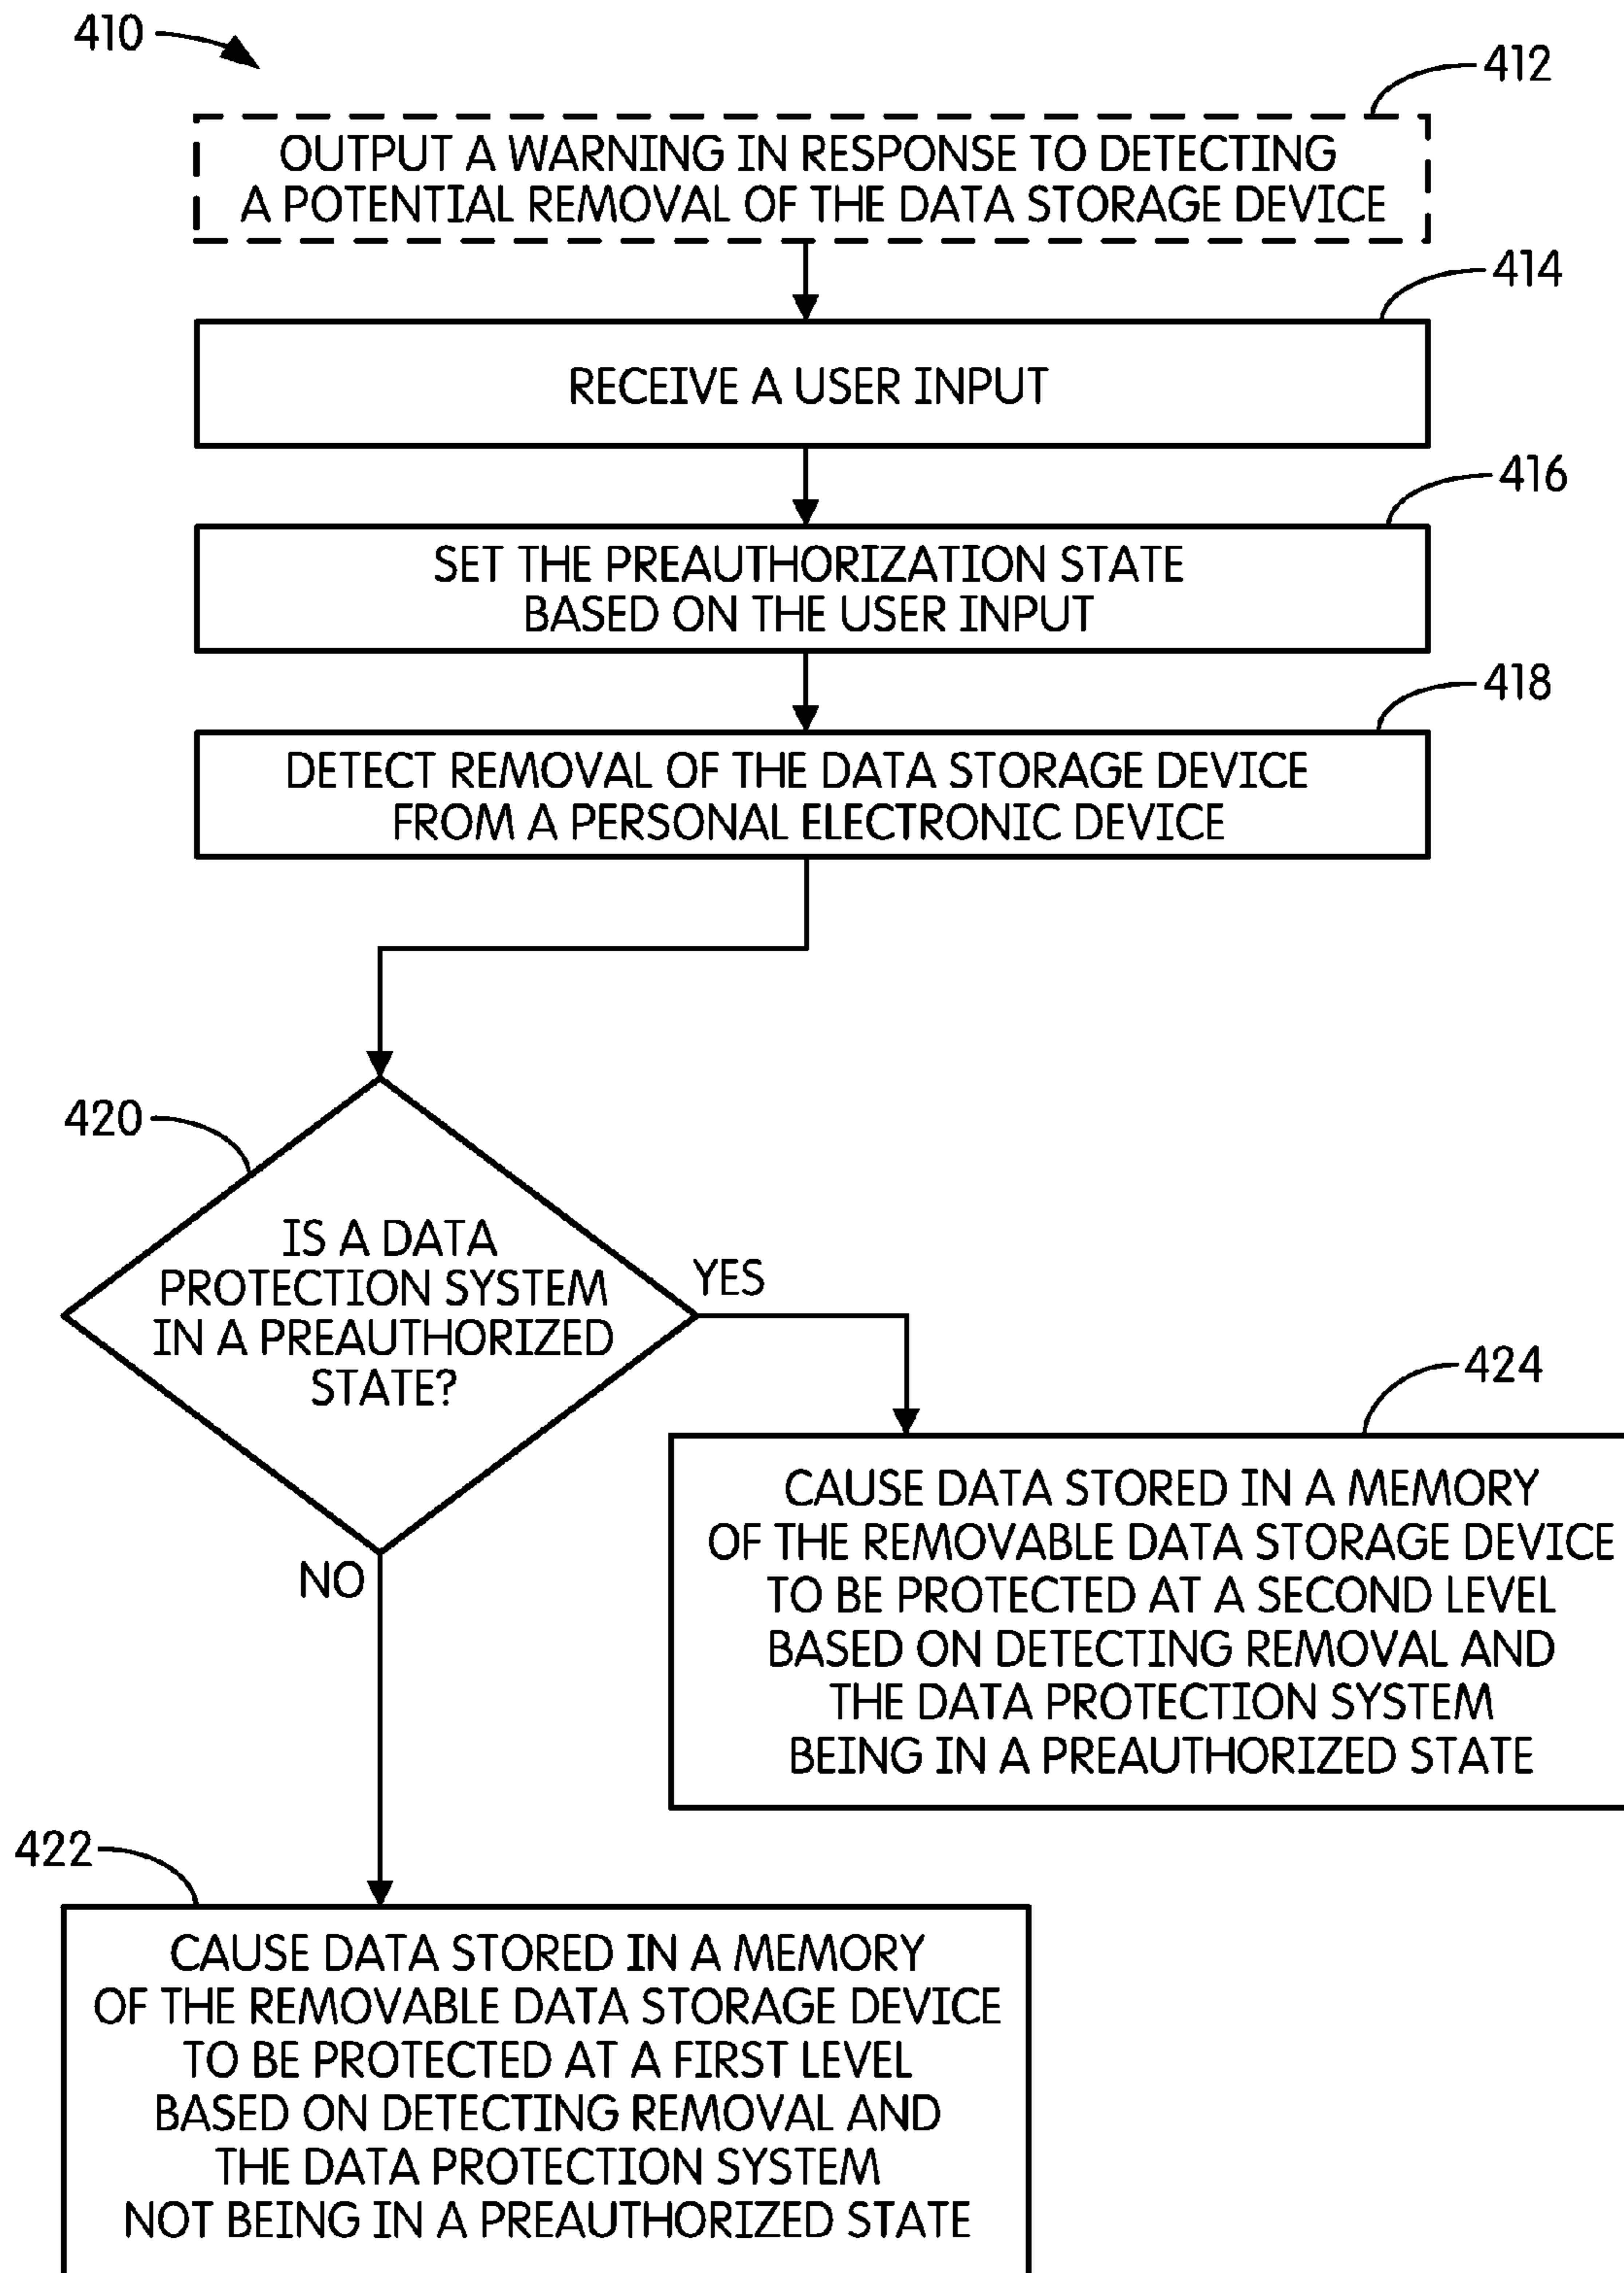 410
412
OUTPUT A WARNING IN RESPONSE TO DETECTING
A POTENTIAL REMOVAL OF THE DATA STORAGE DEVICE
414
RECEIVE A USER INPUT
416
SET THE PREAUTHORIZATION STATE
BASED ON THE USER INPUT
418
DETECT REMOVAL OF THE DATA STORAGE DEVICE
FROM A PERSONAL ELECTRONIC DEVICE
420
IS A DATA
PROTECTION SYSTEM
IN A PREAUTHORIZED
STATE?
YES
NO
424
CAUSE DATA STORED IN A MEMORY
OF THE REMOVABLE DATA STORAGE DEVICE
TO BE PROTECTED AT A SECOND LEVEL
BASED ON DETECTING REMOVAL AND
THE DATA PROTECTION SYSTEM
BEING IN A PREAUTHORIZED STATE
422
CAUSE DATA STORED IN A MEMORY
OF THE REMOVABLE DATA STORAGE DEVICE
TO BE PROTECTED AT A FIRST LEVEL
BASED ON DETECTING REMOVAL AND
THE DATA PROTECTION SYSTEM
NOT BEING IN A PREAUTHORIZED STATE